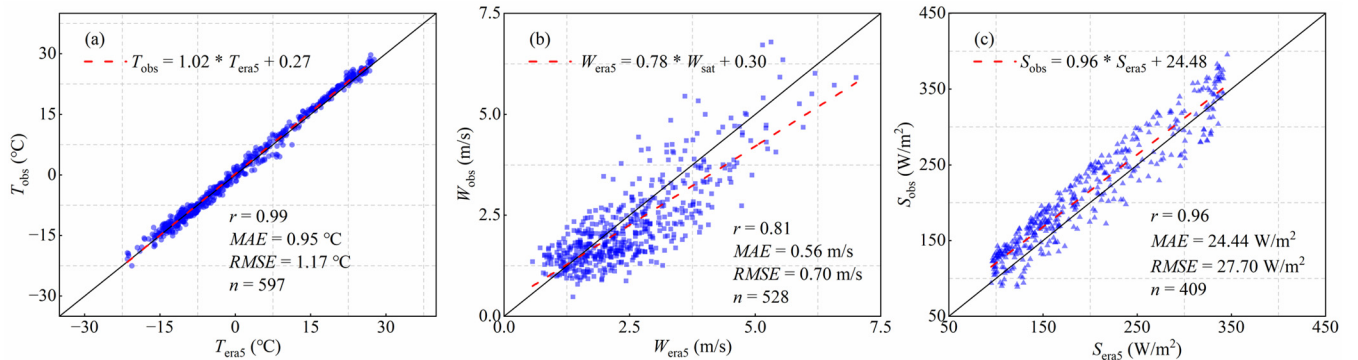 (a)
T_obs = 1.02 * T_era5 + 0.27
r = 0.99
MAE = 0.95 ℃
RMSE = 1.17 ℃
n = 597
30
15
0
−15
−30
T_obs (℃)
−30 −15 0 15 30
T_era5 (℃)
(b)
W_era5 = 0.78 * W_sat + 0.30
r = 0.81
MAE = 0.56 m/s
RMSE = 0.70 m/s
n = 528
7.5
5.0
2.5
0.0
W_obs (m/s)
0.0 2.5 5.0 7.5
W_era5 (m/s)
(c)
S_obs = 0.96 * S_era5 + 24.48
r = 0.96
MAE = 24.44 W/m²
RMSE = 27.70 W/m²
n = 409
450
350
250
150
50
S_obs (W/m²)
50 150 250 350 450
S_era5 (W/m²)